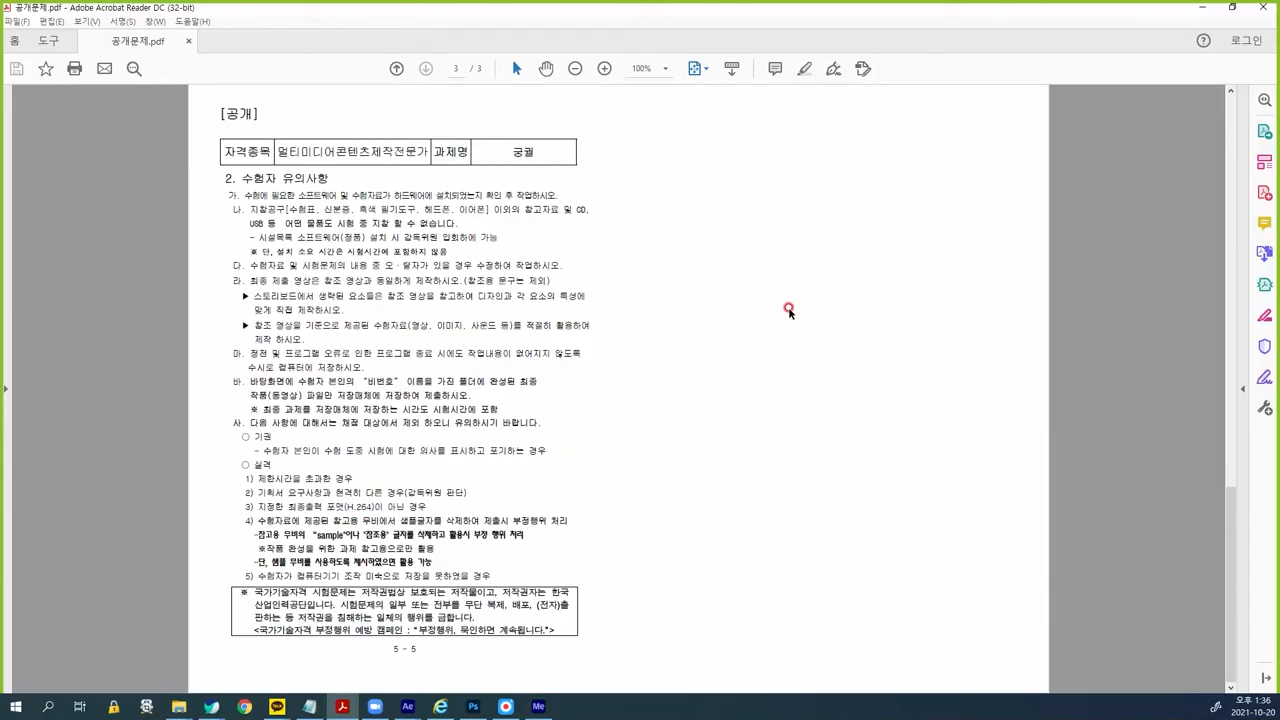 공개문제.pdf - Adobe Acrobat Reader DC (32-bit)
파일(F) 편집(E) 보기(V) 서명(S) 창(W) 도움말(H)
홈 도구 공개문제.pdf × 로그인
3 / 3 100%
[공개]
자격종목 멀티미디어콘텐츠제작전문가 과제명 궁궐
2. 수험자 유의사항
가. 수험에 필요한 소프트웨어 및 수험자료가 하드웨어에 설치되었는지 확인 후 작업하시오.
나. 지참공구[수험표, 신분증, 흑색 필기도구, 헤드폰, 이어폰] 이외의 참고자료 및 CD,
USB 등 어떤 물품도 시험 중 지참 할 수 없습니다.
- 시설목록 소프트웨어(정품) 설치 시 감독위원 입회하에 가능
※ 단, 설치 소요 시간은 시험시간에 포함하지 않음
다. 수험자료 및 시험문제의 내용 중 오·탈자가 있을 경우 수정하여 작업하시오.
라. 최종 제출 영상은 참조 영상과 동일하게 제작하시오.(참조용 문구는 제외)
▶ 스토리보드에서 생략된 요소들은 참조 영상을 참고하여 디자인과 각 요소의 특성에
맞게 직접 제작하시오.
▶ 참조 영상을 기준으로 제공된 수험자료(영상, 이미지, 사운드 등)를 적절히 활용하여
제작 하시오.
마. 정전 및 프로그램 오류로 인한 프로그램 종료 시에도 작업내용이 없어지지 않도록
수시로 컴퓨터에 저장하시오.
바. 바탕화면에 수험자 본인의 "비번호" 이름을 가진 폴더에 완성된 최종
작품(동영상) 파일만 저장매체에 저장하여 제출하시오.
※ 최종 과제를 저장매체에 저장하는 시간도 시험시간에 포함
사. 다음 사항에 대해서는 채점 대상에서 제외 하오니 유의하시기 바랍니다.
○ 기권
- 수험자 본인이 수험 도중 시험에 대한 의사를 표시하고 포기하는 경우
○ 실격
1) 제한시간을 초과한 경우
2) 기획서 요구사항과 현격히 다른 경우(감독위원 판단)
3) 지정한 최종출력 포맷(H.264)이 아닌 경우
4) 수험자료에 제공된 참고용 무비에서 샘플글자를 삭제하여 제출시 부정행위 처리
-참고용 무비의 "sample"이나 "참조용" 글자를 삭제하고 활용시 부정 행위 처리
※작품 완성을 위한 과제 참고용으로만 활용
-단, 샘플 무비를 사용하도록 제시하였으면 활용 가능
5) 수험자가 컴퓨터기기 조작 미숙으로 저장을 못하였을 경우
※ 국가기술자격 시험문제는 저작권법상 보호되는 저작물이고, 저작권자는 한국
산업인력공단입니다. 시험문제의 일부 또는 전부를 무단 복제, 배포, (전자)출
판하는 등 저작권을 침해하는 일체의 행위를 금합니다.
<국가기술자격 부정행위 예방 캠페인 : "부정행위, 묵인하면 계속됩니다.">
5 - 5
TALK Ae Ps Me
오후 1:36
2021-10-20